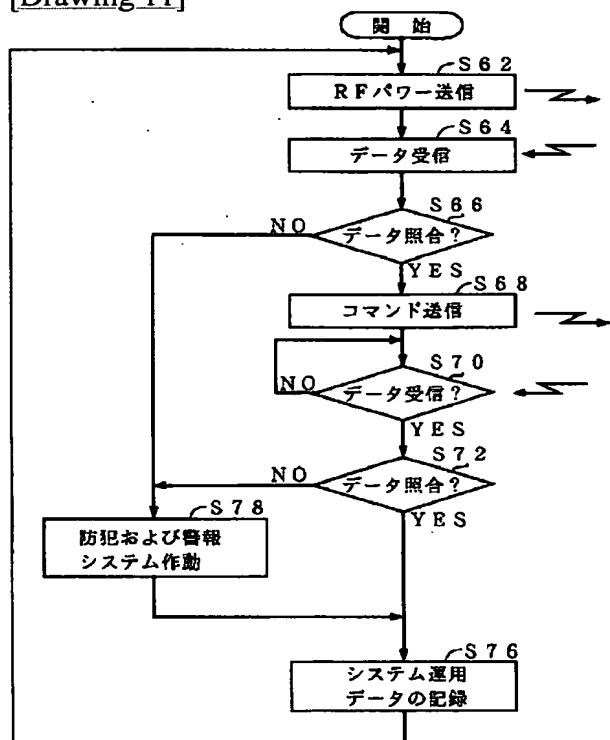 [Drawing 11]
開始
S62
RFパワー送信
S64
データ受信
S66
NO
データ照合?
YES
S68
コマンド送信
S70
NO
データ受信?
YES
S72
NO
データ照合?
YES
S78
防犯および警報
システム作動
S76
システム運用
データの記録